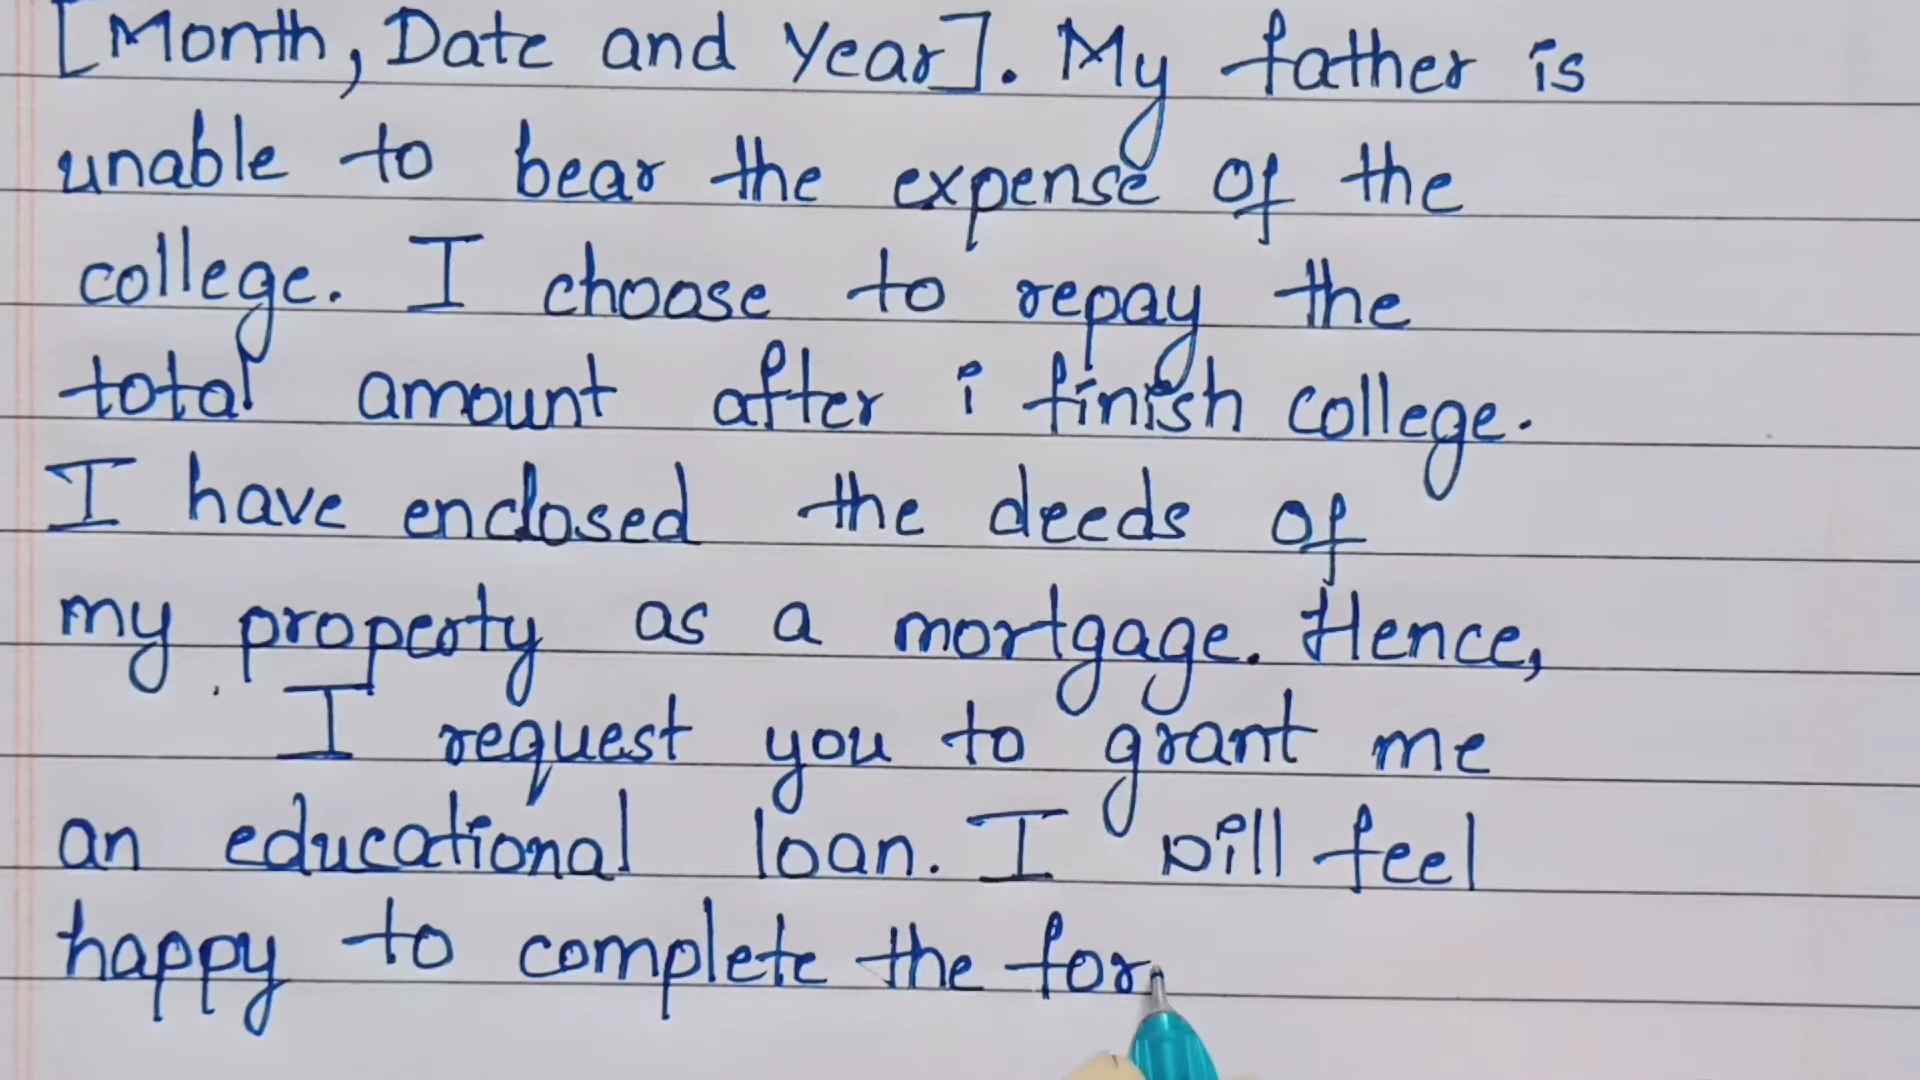 [Month, Date and Year]. My father is
unable to bear the expense of the
college. I choose to repay the
total amount after i finish college.
I have enclosed the deeds of
my property as a mortgage. Hence,
I request you to grant me
an educational loan. I will feel
happy to complete the for